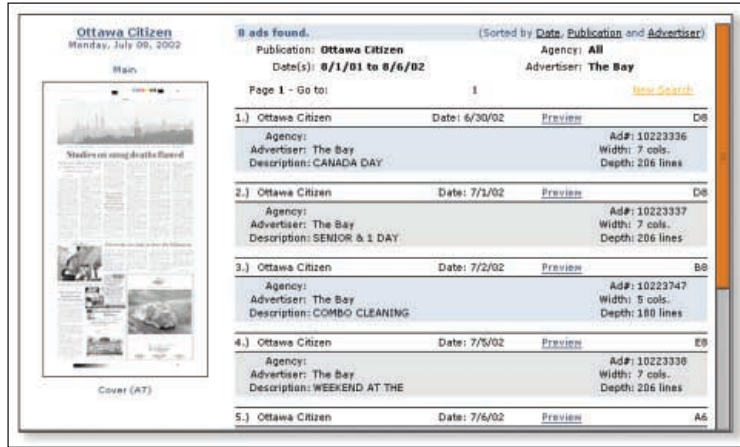 Ottawa Citizen
Monday, July 08, 2002
Main
Studies on smog deaths flawed
Cover (A7)
8 ads found. (Sorted by Date, Publication and Advertiser)
Publication: Ottawa Citizen Agency: All
Date(s): 8/1/01 to 8/6/02 Advertiser: The Bay
Page 1 - Go to: 1 New Search
1.) Ottawa Citizen Date: 6/30/02 Preview D8
Agency: Ad#: 10223336
Advertiser: The Bay Width: 7 cols.
Description: CANADA DAY Depth: 206 lines
2.) Ottawa Citizen Date: 7/1/02 Preview D8
Agency: Ad#: 10223337
Advertiser: The Bay Width: 7 cols.
Description: SENIOR & 1 DAY Depth: 206 lines
3.) Ottawa Citizen Date: 7/2/02 Preview B8
Agency: Ad#: 10223747
Advertiser: The Bay Width: 5 cols.
Description: COMBO CLEANING Depth: 180 lines
4.) Ottawa Citizen Date: 7/5/02 Preview E8
Agency: Ad#: 10223338
Advertiser: The Bay Width: 7 cols.
Description: WEEKEND AT THE Depth: 206 lines
5.) Ottawa Citizen Date: 7/6/02 Preview A6